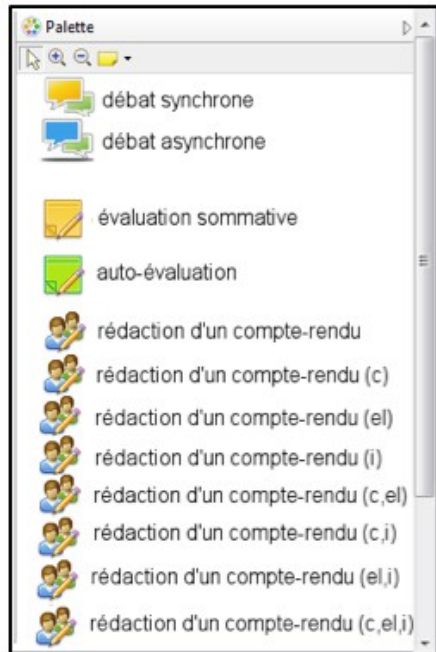 Palette
débat synchrone
débat asynchrone
évaluation sommative
auto-évaluation
rédaction d'un compte-rendu
rédaction d'un compte-rendu (c)
rédaction d'un compte-rendu (el)
rédaction d'un compte-rendu (i)
rédaction d'un compte-rendu (c,el)
rédaction d'un compte-rendu (c,i)
rédaction d'un compte-rendu (el,i)
rédaction d'un compte-rendu (c,el,i)